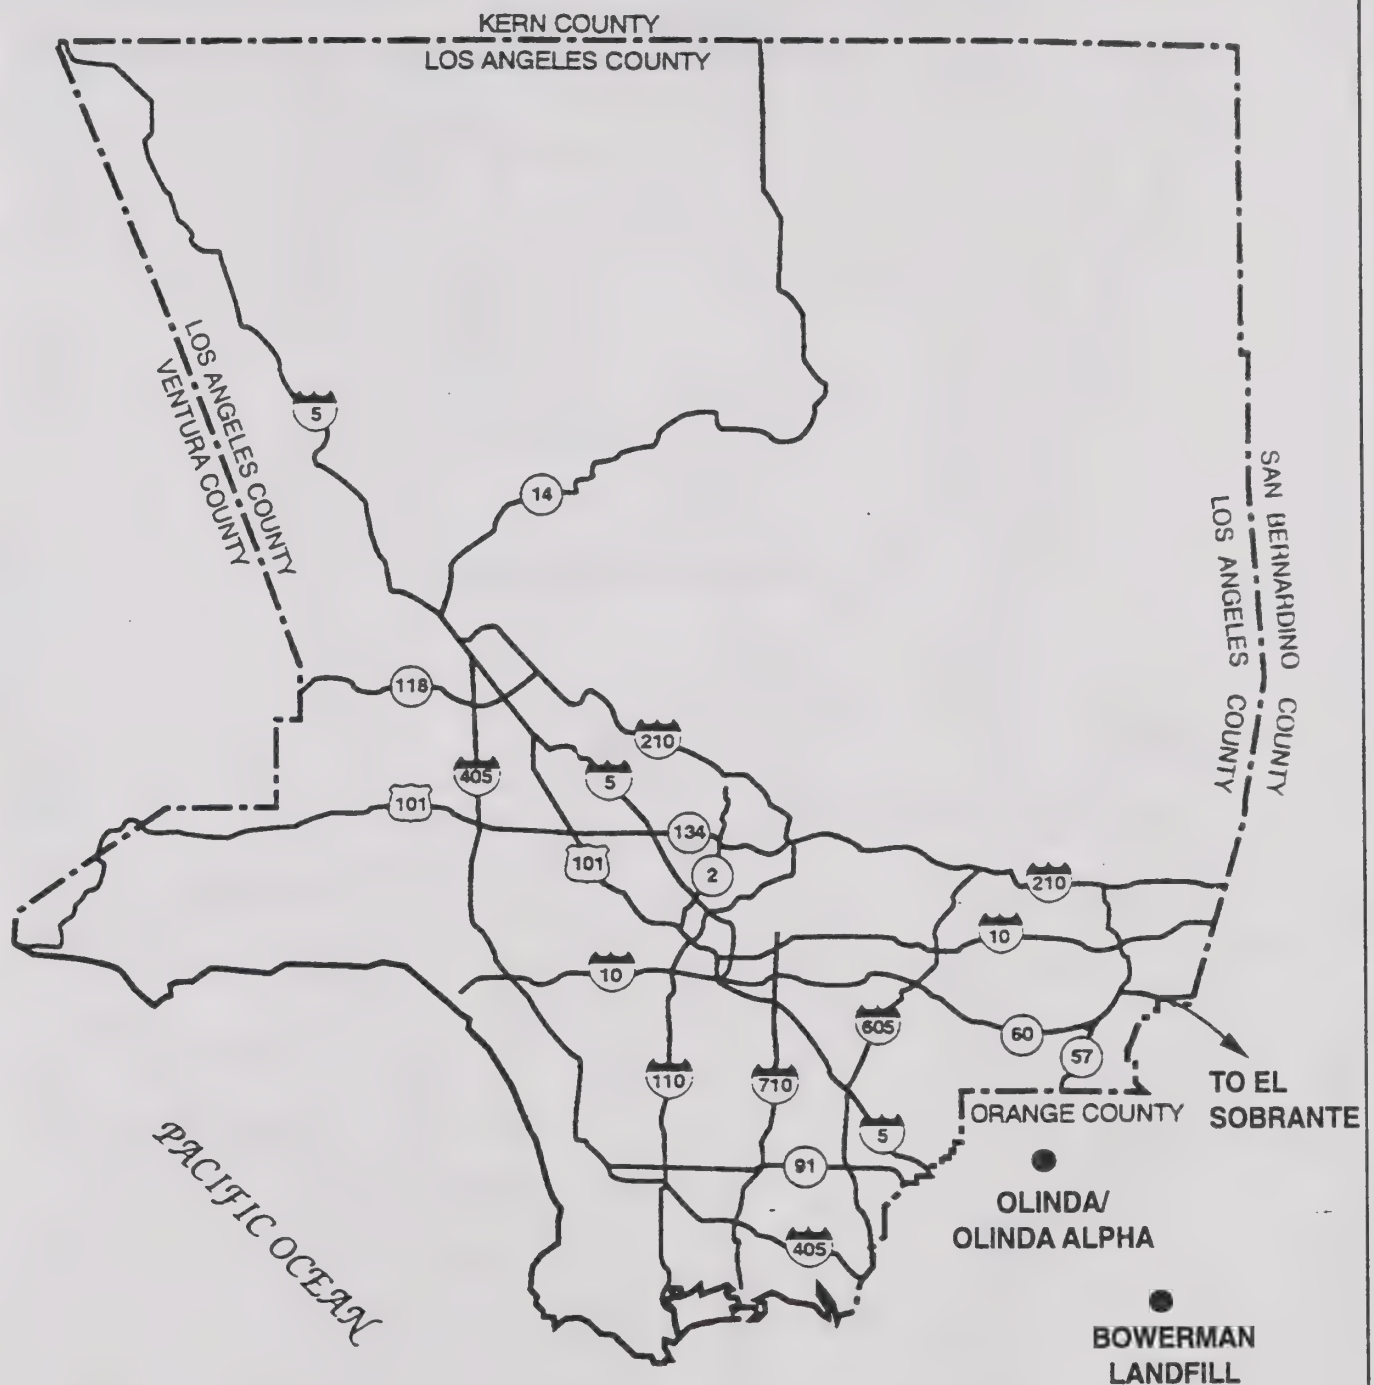 KERN COUNTY
LOS ANGELES COUNTY
LOS ANGELES COUNTY
VENTURA COUNTY
5
14
SAN BERNARDINO COUNTY
LOS ANGELES COUNTY
118
210
405
5
101
134
101
2
210
10
10
605
60
57
110
710
TO EL
SOBRANTE
ORANGE COUNTY
5
91
OLINDA/
OLINDA ALPHA
405
PACIFIC OCEAN
BOWERMAN
LANDFILL